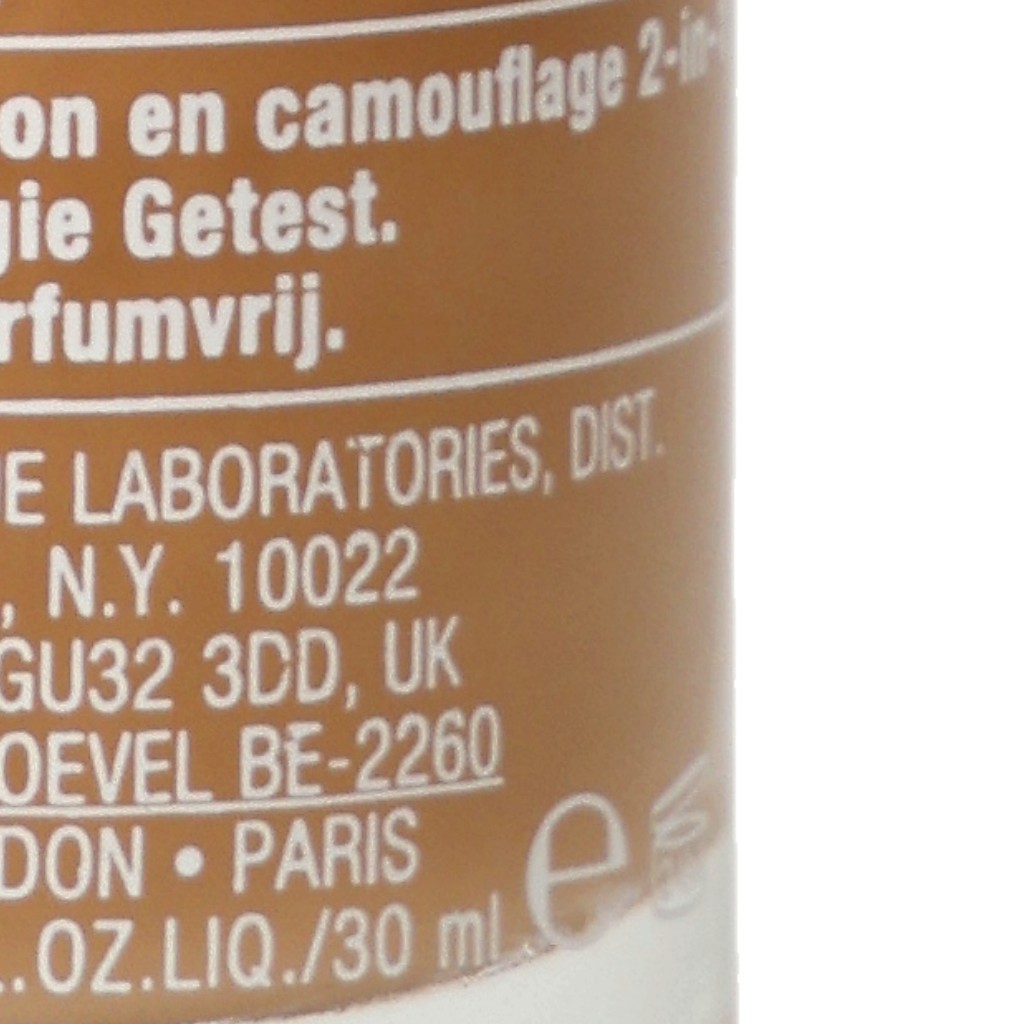 on en camouflage 2-in-
gie Getest.
rfumvrij.
E LABORATORIES, DIST.
, N.Y. 10022
GU32 3DD, UK
OEVEL BE-2260
DON • PARIS
.OZ.LIQ./30 ml e